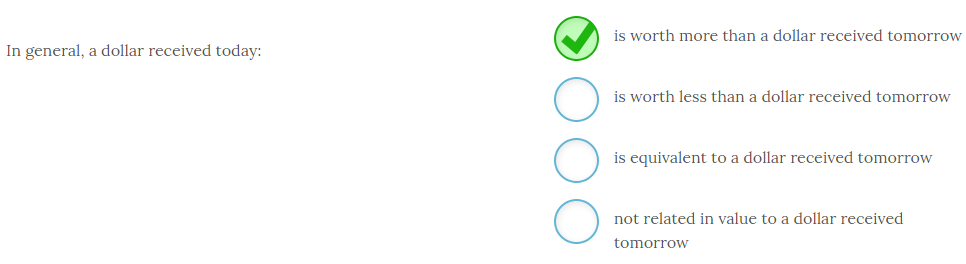 In general, a dollar received today:
is worth more than a dollar received tomorrow
is worth less than a dollar received tomorrow
is equivalent to a dollar received tomorrow
not related in value to a dollar received
tomorrow